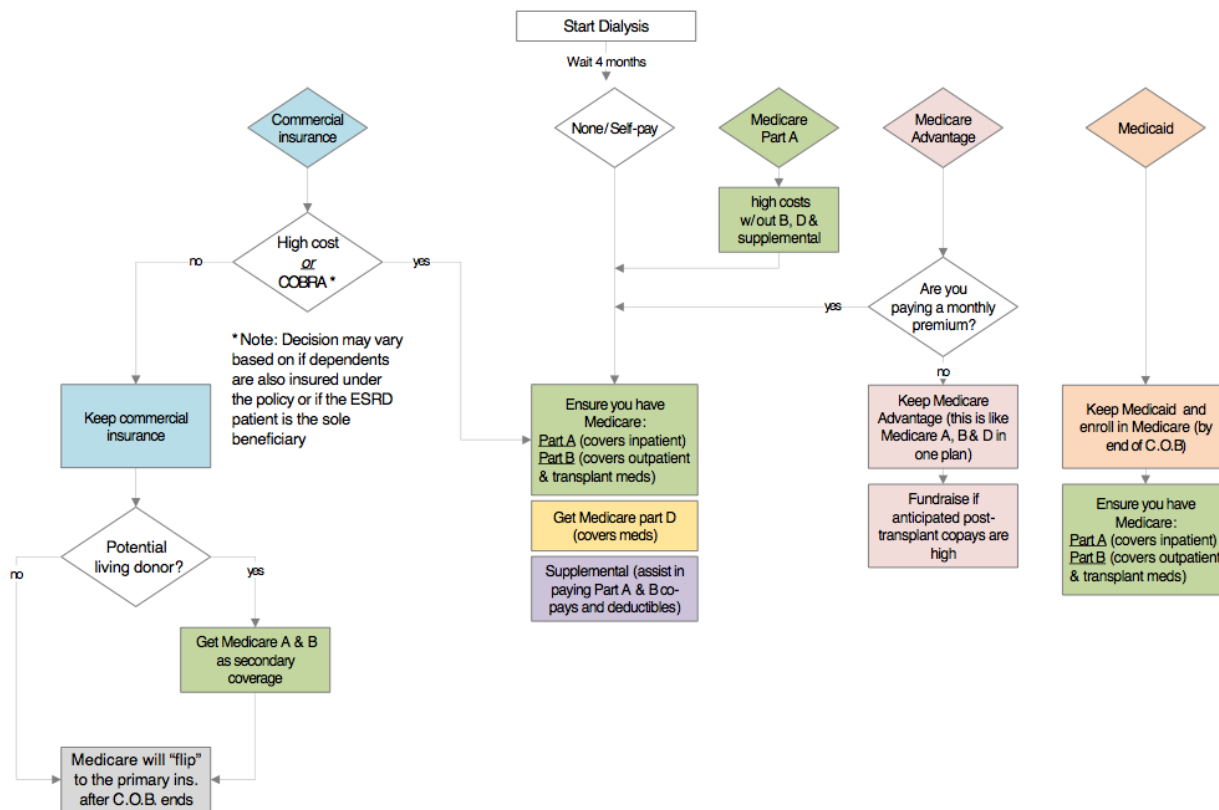 Start Dialysis
Wait 4 months
Commercial
insurance
None/Self-pay
Medicare
Part A
Medicare
Advantage
Medicaid
high costs
w/out B, D &
supplemental
High cost
or
COBRA *
no
yes
Are you
paying a monthly
premium?
yes
no
* Note: Decision may vary
based on if dependents
are also insured under
the policy or if the ESRD
patient is the sole
beneficiary
Keep commercial
insurance
Ensure you have
Medicare:
Part A (covers inpatient)
Part B (covers outpatient
& transplant meds)
Keep Medicare
Advantage (this is like
Medicare A, B & D in
one plan)
Keep Medicaid and
enroll in Medicare (by
end of C.O.B)
Get Medicare part D
(covers meds)
Fundraise if
anticipated post-
transplant copays are
high
Ensure you have
Medicare:
Part A (covers inpatient)
Part B (covers outpatient
& transplant meds)
Supplemental (assist in
paying Part A & B co-
pays and deductibles)
Potential
living donor?
no
yes
Get Medicare A & B
as secondary
coverage
Medicare will “flip”
to the primary ins.
after C.O.B. ends